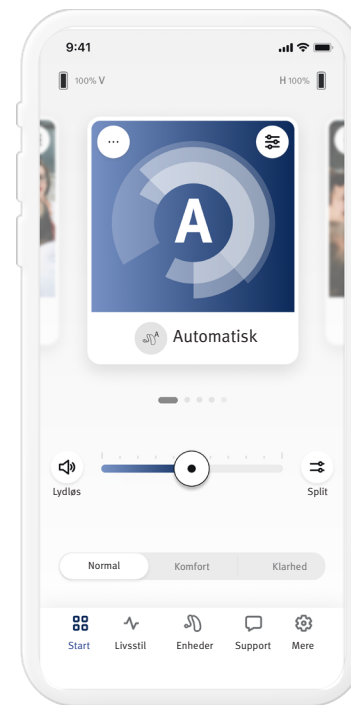 9:41
100% V
H 100%
...
A
A
Automatisk
Lydløs
Split
Normal
Komfort
Klarhed
Start
Livsstil
Enheder
Support
Mere